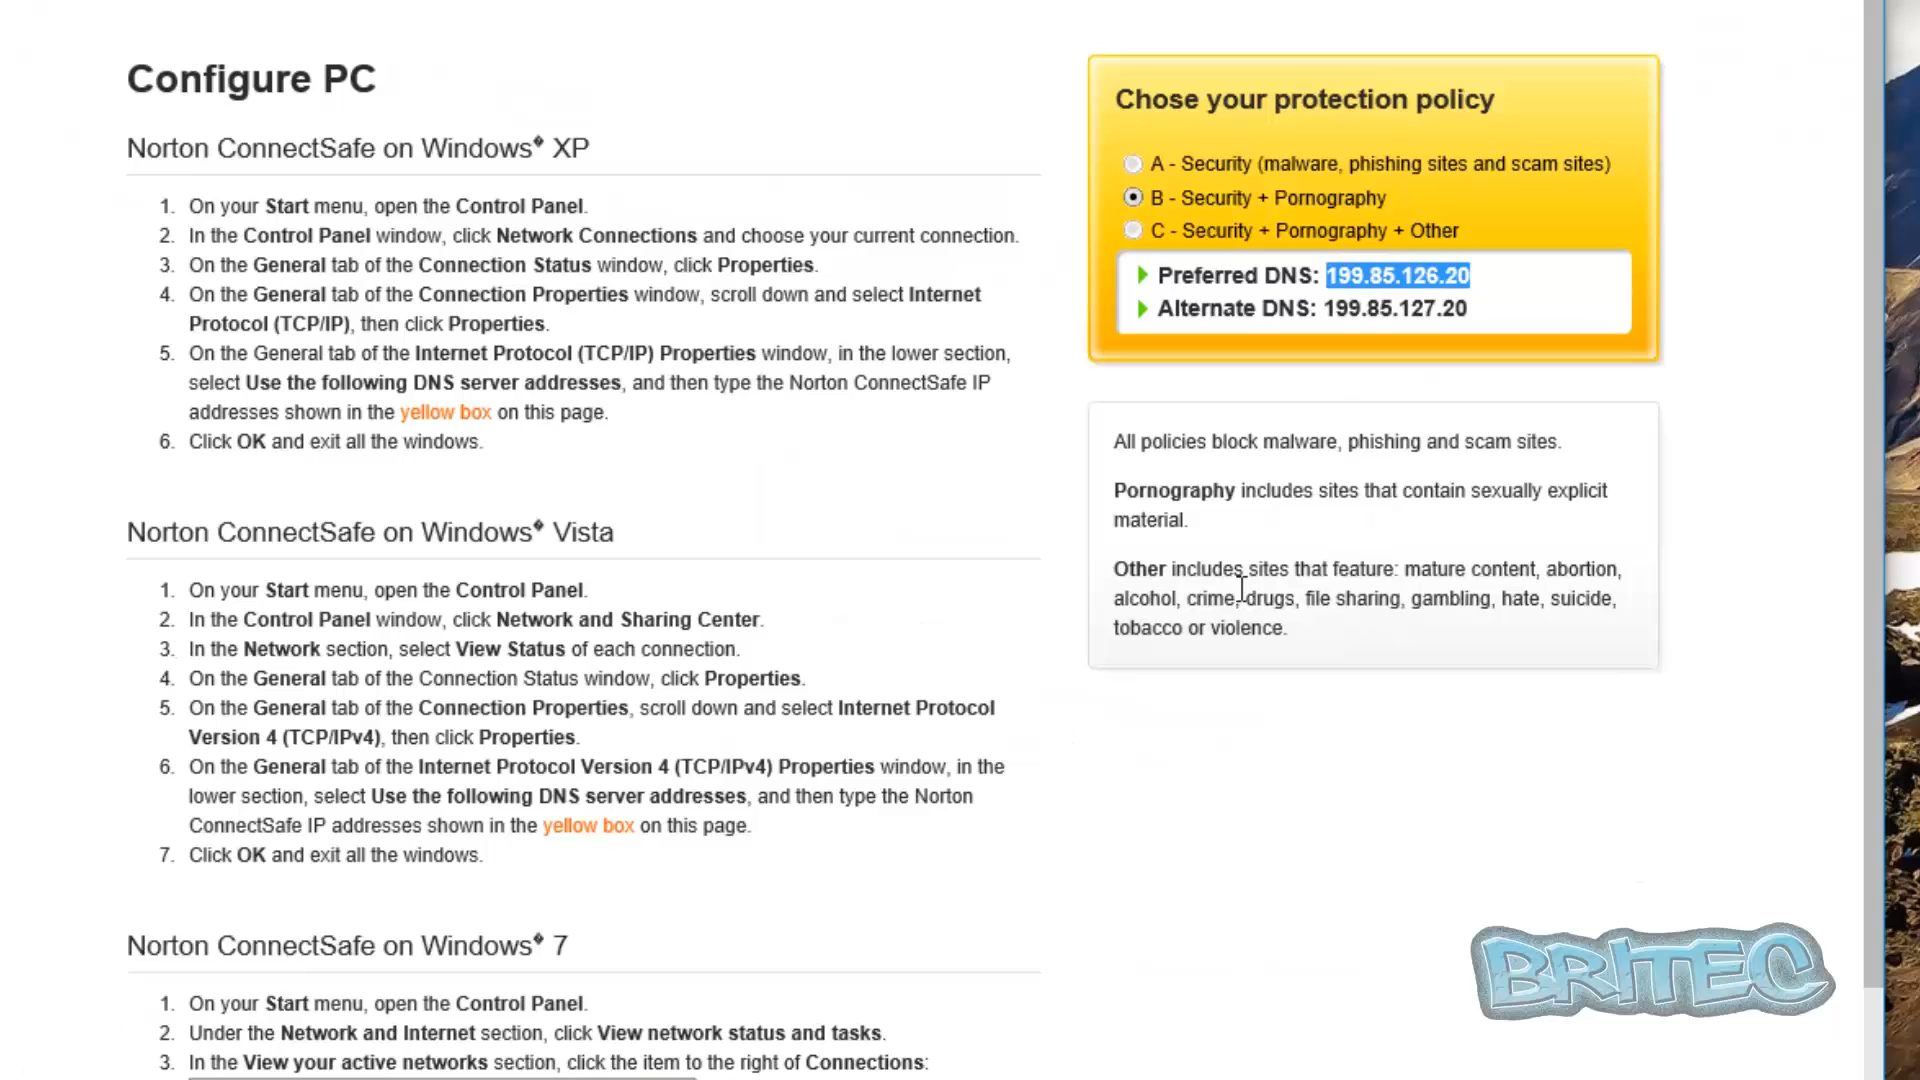 Configure PC
Norton ConnectSafe on Windows� XP
1. On your Start menu, open the Control Panel.
2. In the Control Panel window, click Network Connections and choose your current connection.
3. On the General tab of the Connection Status window, click Properties.
4. On the General tab of the Connection Properties window, scroll down and select Internet
Protocol (TCP/IP), then click Properties.
5. On the General tab of the Internet Protocol (TCP/IP) Properties window, in the lower section,
select Use the following DNS server addresses, and then type the Norton ConnectSafe IP
addresses shown in the yellow box on this page.
6. Click OK and exit all the windows.
Norton ConnectSafe on Windows� Vista
1. On your Start menu, open the Control Panel.
2. In the Control Panel window, click Network and Sharing Center.
3. In the Network section, select View Status of each connection.
4. On the General tab of the Connection Status window, click Properties.
5. On the General tab of the Connection Properties, scroll down and select Internet Protocol
Version 4 (TCP/IPv4), then click Properties.
6. On the General tab of the Internet Protocol Version 4 (TCP/IPv4) Properties window, in the
lower section, select Use the following DNS server addresses, and then type the Norton
ConnectSafe IP addresses shown in the yellow box on this page.
7. Click OK and exit all the windows.
Norton ConnectSafe on Windows� 7
1. On your Start menu, open the Control Panel.
2. Under the Network and Internet section, click View network status and tasks.
3. In the View your active networks section, click the item to the right of Connections:
Chose your protection policy
A - Security (malware, phishing sites and scam sites)
B - Security + Pornography
C - Security + Pornography + Other
Preferred DNS: 199.85.126.20
Alternate DNS: 199.85.127.20
All policies block malware, phishing and scam sites.
Pornography includes sites that contain sexually explicit
material.
Other includes sites that feature: mature content, abortion,
alcohol, crime, drugs, file sharing, gambling, hate, suicide,
tobacco or violence.
BRITEC